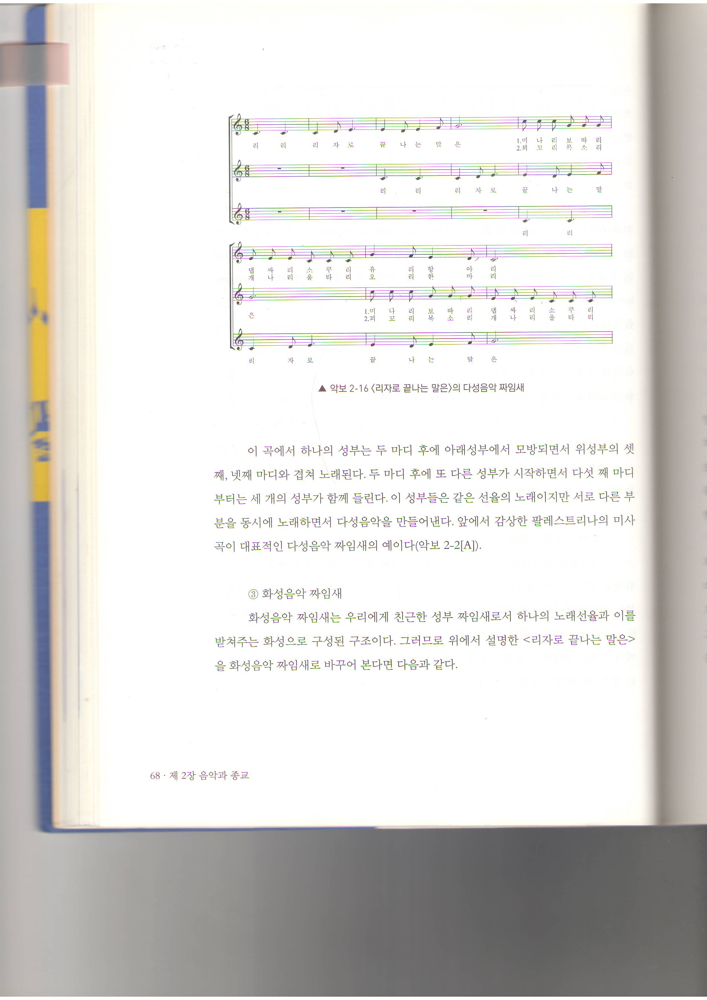 리 리 리 자 로 끝 나 는 말 은 1.미 나 리 보 따 리
2.꾀 꼬 리 목 소 리
리 리 리 자 로 끝 나 는 말
리 리
댑 싸 리 소 쿠 리 유 리 항 아 리
개 나 리 울 타 리 오 리 한 마 리
은 1.미 나 리 보 따 리 댑 싸 리 소 쿠 리
2.꾀 꼬 리 목 소 리 개 나 리 울 타 리
리 자 로 끝 나 는 말 은
▲ 악보 2-16 〈리자로 끝나는 말은〉의 다성음악 짜임새
이 곡에서 하나의 성부는 두 마디 후에 아래성부에서 모방되면서 위성부의 셋
째, 넷째 마디와 겹쳐 노래된다. 두 마디 후에 또 다른 성부가 시작하면서 다섯 째 마디
부터는 세 개의 성부가 함께 들린다. 이 성부들은 같은 선율의 노래이지만 서로 다른 부
분을 동시에 노래하면서 다성음악을 만들어낸다. 앞에서 감상한 팔레스트리나의 미사
곡이 대표적인 다성음악 짜임새의 예이다(악보 2-2[A]).
③ 화성음악 짜임새
화성음악 짜임새는 우리에게 친근한 성부 짜임새로서 하나의 노래선율과 이를
받쳐주는 화성으로 구성된 구조이다. 그러므로 위에서 설명한 <리자로 끝나는 말은>
을 화성음악 짜임새로 바꾸어 본다면 다음과 같다.
68 · 제 2장 음악과 종교